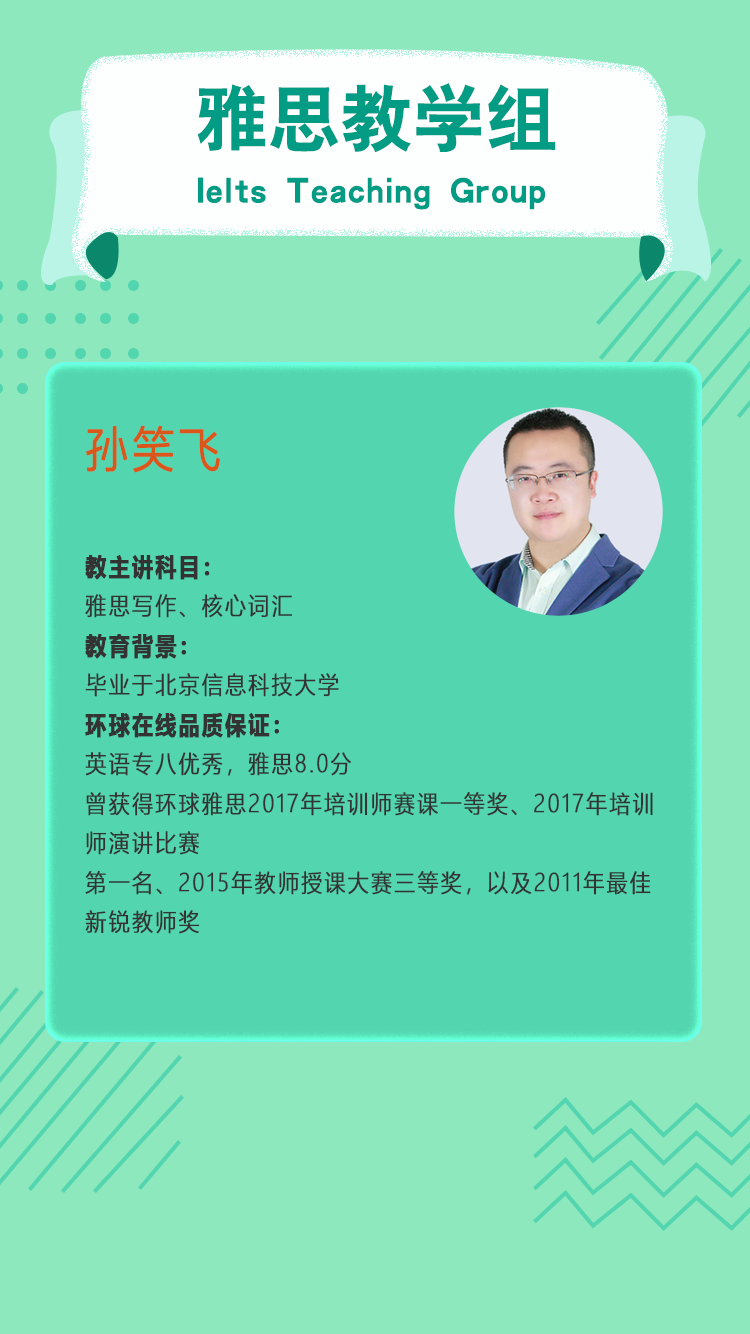 雅思教学组
Ielts Teaching Group
孙笑飞
教主讲科目：
雅思写作、核心词汇
教育背景：
毕业于北京信息科技大学
环球在线品质保证：
英语专八优秀，雅思8.0分
曾获得环球雅思2017年培训师赛课一等奖、2017年培训
师演讲比赛
第一名、2015年教师授课大赛三等奖，以及2011年最佳
新锐教师奖